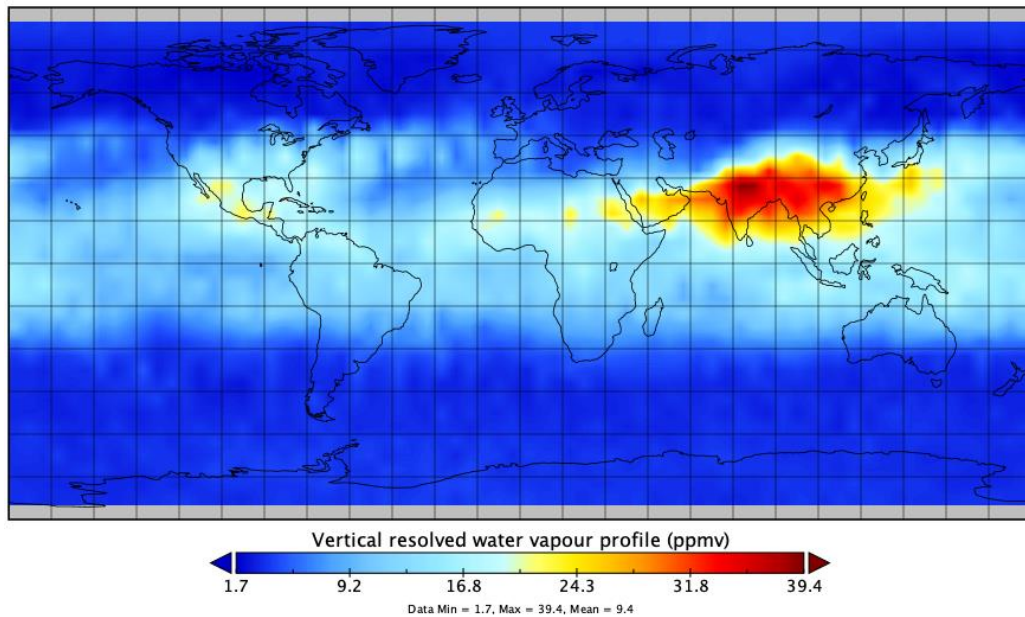 Vertical resolved water vapour profile (ppmv)
1.7 9.2 16.8 24.3 31.8 39.4
Data Min = 1.7, Max = 39.4, Mean = 9.4